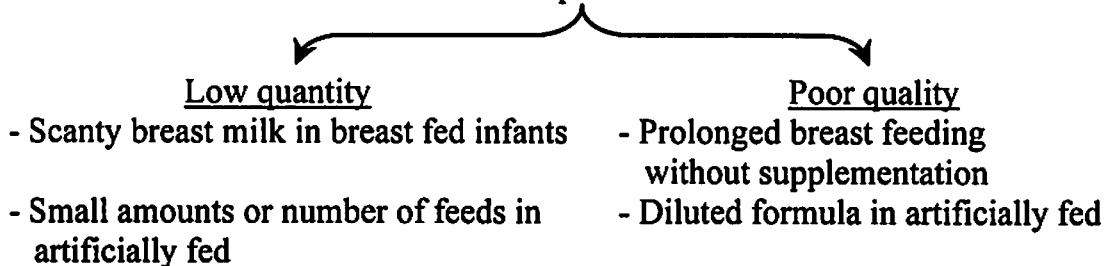 Low quantity
- Scanty breast milk in breast fed infants
- Small amounts or number of feeds in
artificially fed
Poor quality
- Prolonged breast feeding
without supplementation
- Diluted formula in artificially fed